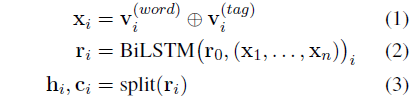 x_i = v_i^{(word)} ⊕ v_i^{(tag)} (1)
r_i = BiLSTM(r_0, (x_1, . . . , x_n))_i (2)
h_i, c_i = split(r_i) (3)